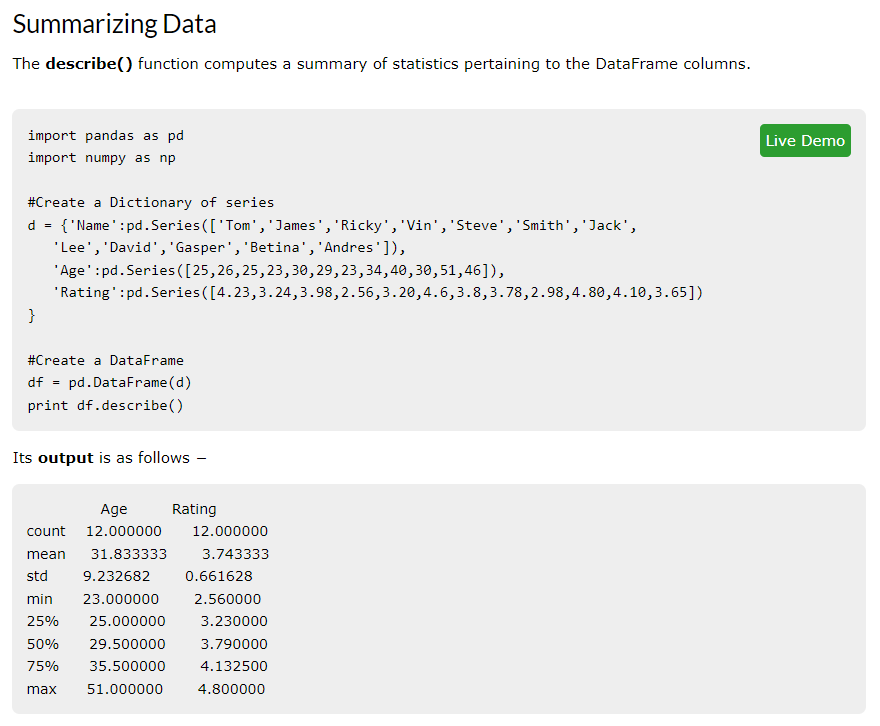 Summarizing Data
The describe() function computes a summary of statistics pertaining to the DataFrame columns.
Live Demo
import pandas as pd
import numpy as np
#Create a Dictionary of series
d = {'Name':pd.Series(['Tom','James','Ricky','Vin','Steve','Smith','Jack',
   'Lee','David','Gasper','Betina','Andres']),
   'Age':pd.Series([25,26,25,23,30,29,23,34,40,30,51,46]),
   'Rating':pd.Series([4.23,3.24,3.98,2.56,3.20,4.6,3.8,3.78,2.98,4.80,4.10,3.65])
}
#Create a DataFrame
df = pd.DataFrame(d)
print df.describe()
Its output is as follows −
Age Rating
count 12.000000 12.000000
mean 31.833333 3.743333
std 9.232682 0.661628
min 23.000000 2.560000
25% 25.000000 3.230000
50% 29.500000 3.790000
75% 35.500000 4.132500
max 51.000000 4.800000